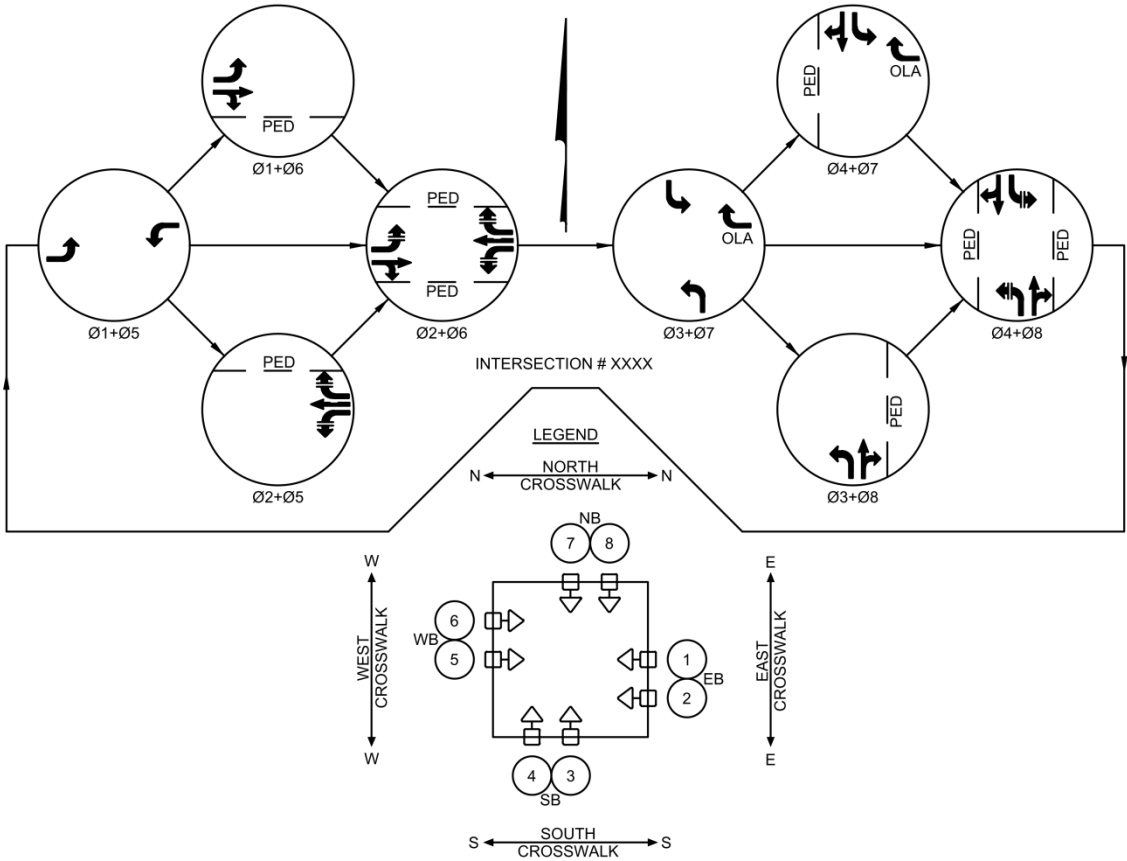 OLA
PED
PED
Ø1+Ø6
Ø4+Ø7
PED
PED
PED
OLA
PED
Ø1+Ø5
Ø2+Ø6
Ø3+Ø7
Ø4+Ø8
PED
INTERSECTION # XXXX
PED
LEGEND
N NORTH N
CROSSWALK
Ø2+Ø5
Ø3+Ø8
NB
7 8
W
E
6
WB
5
WEST
CROSSWALK
1
EB
2
EAST
CROSSWALK
W
E
4 3
SB
S SOUTH S
CROSSWALK